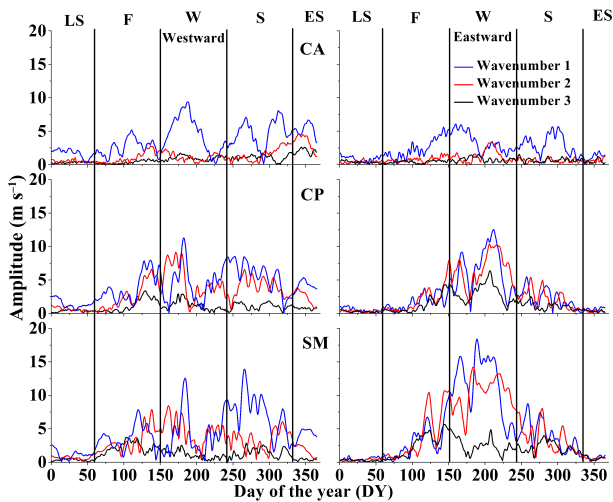 LS F W S ES F W S ES
Westward Eastward
CA
Wavenumber 1
Wavenumber 2
Wavenumber 3
20
15
10
5
0
CP
20
15
10
5
0
SM
20
15
10
5
0
Amplitude (m s⁻¹)
0 50 100 150 200 250 300 350 0 50 100 150 200 250 300 350
Day of the year (DY)